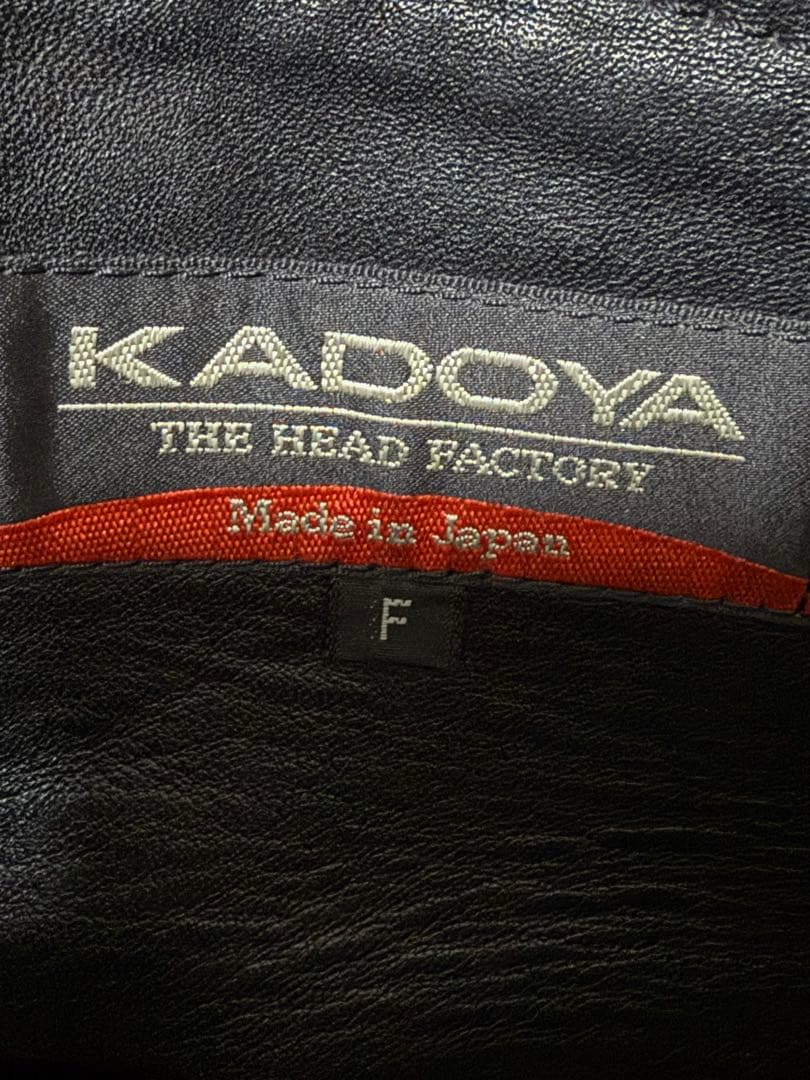 KADOYA
THE HEAD FACTORY
Made in Japan
F